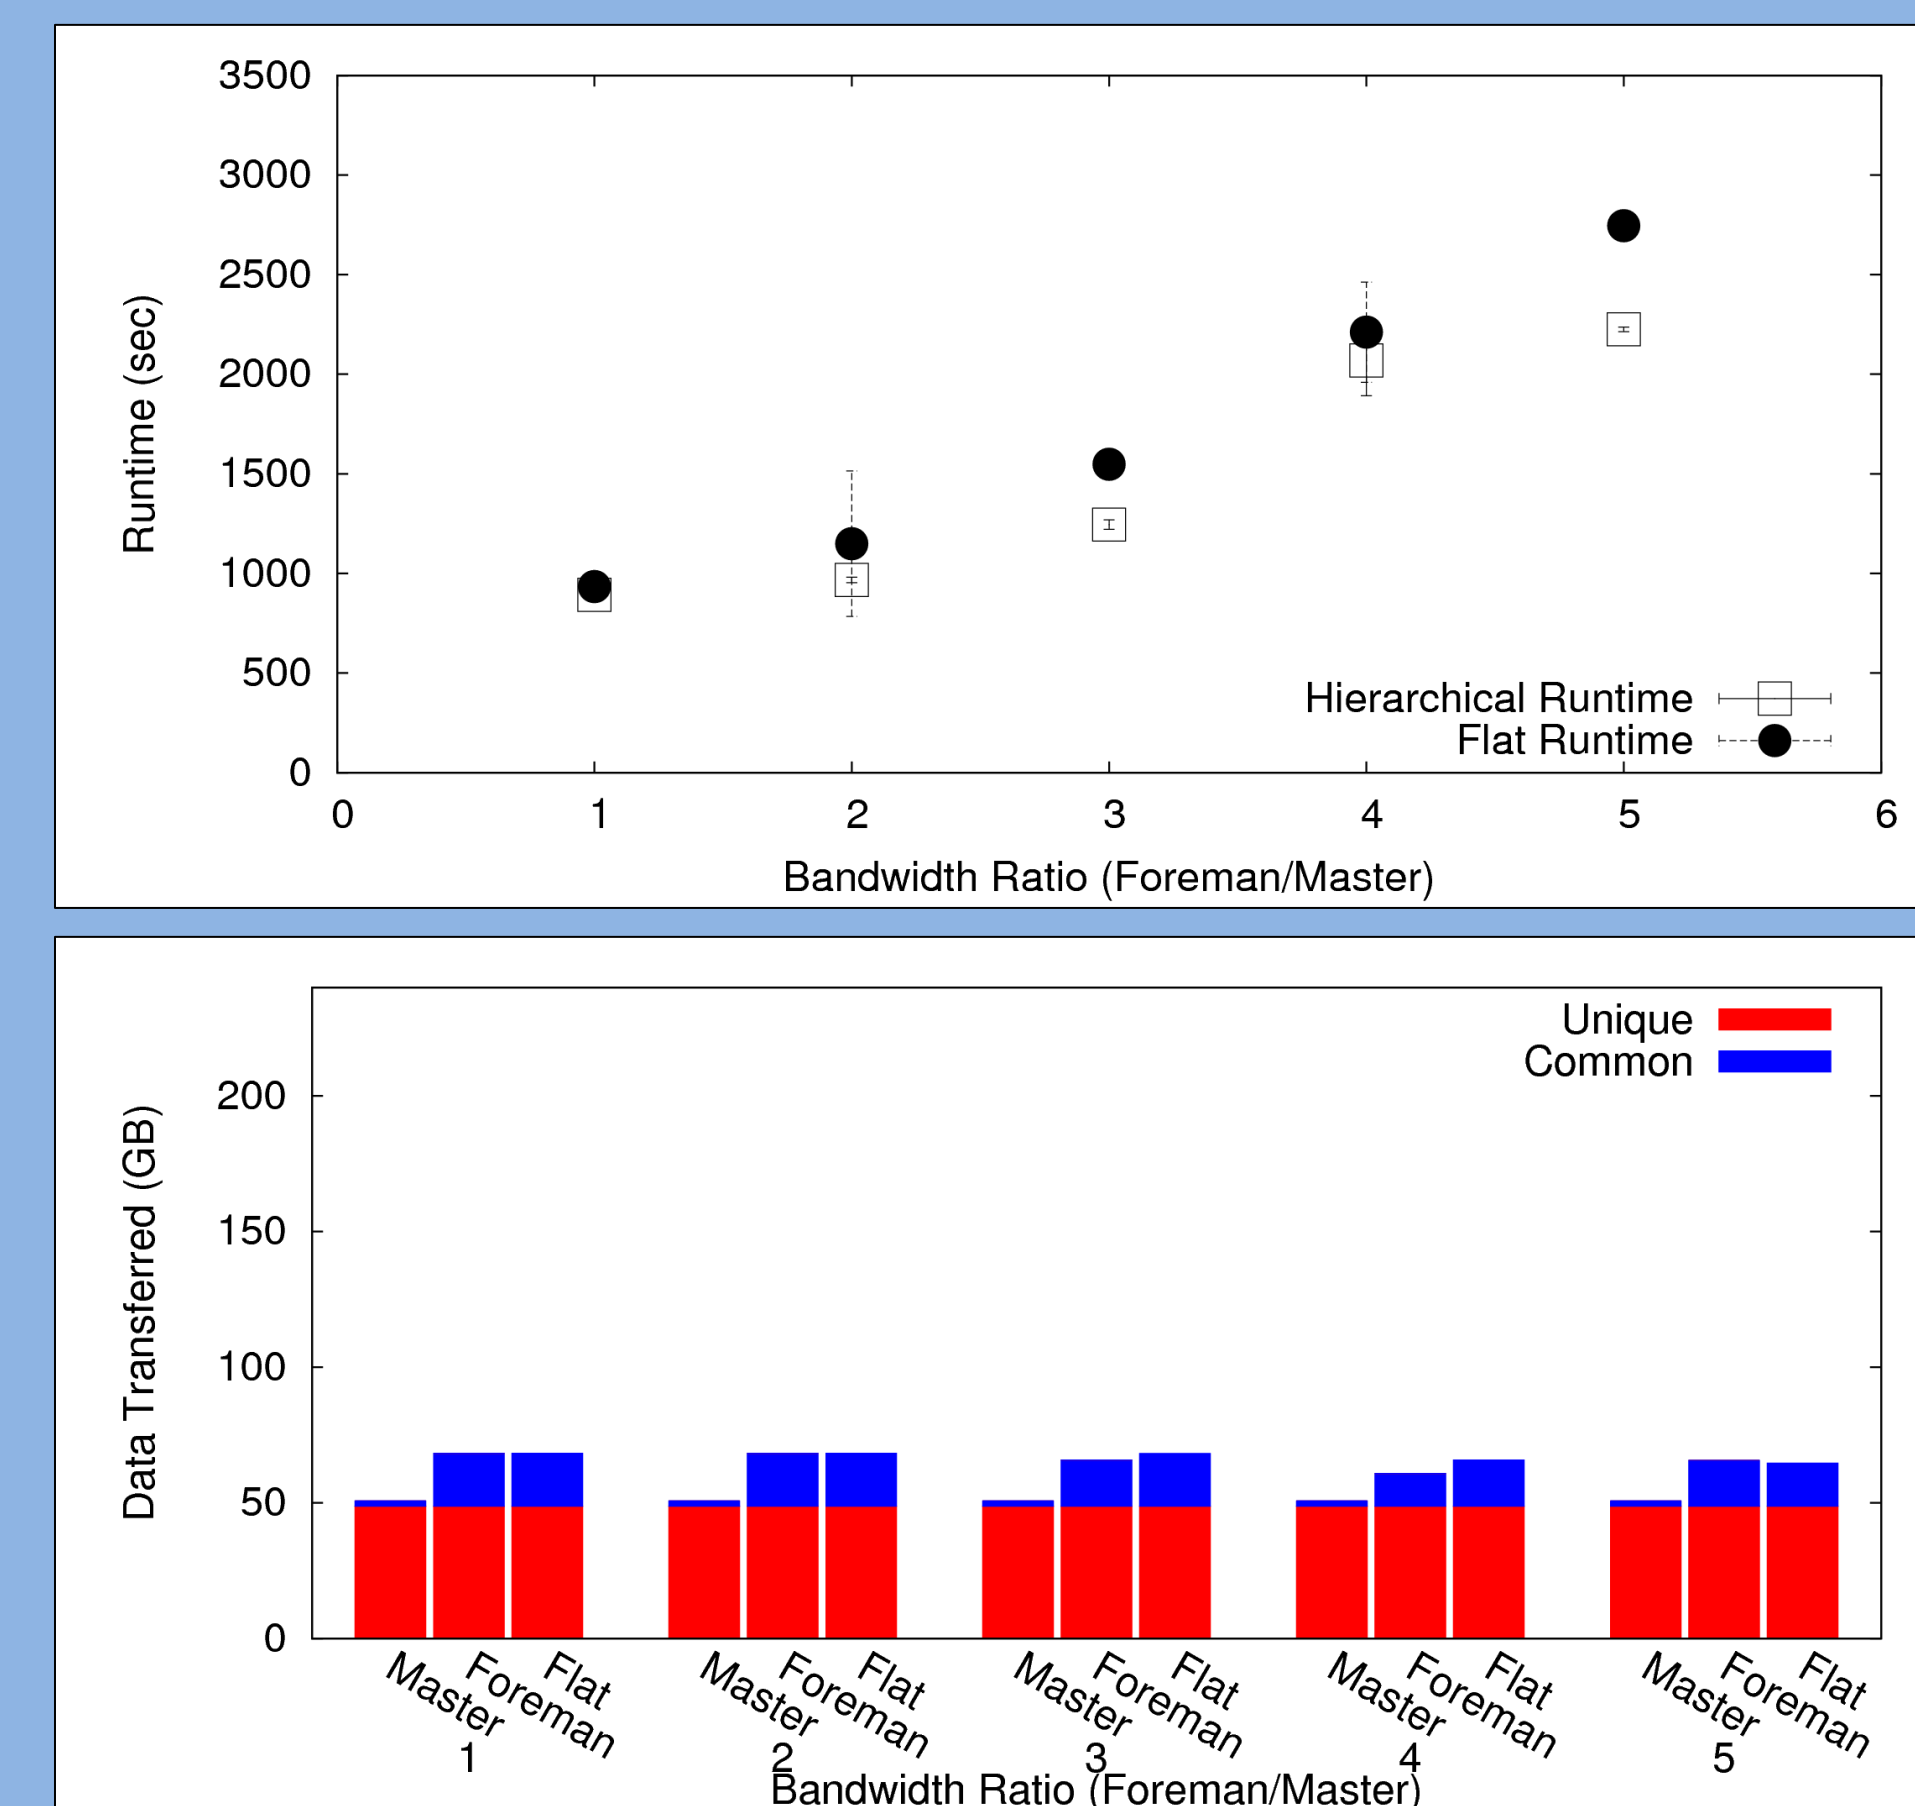 3500
3000
2500
2000
1500
1000
500
0
Runtime (sec)
0 1 2 3 4 5 6
Bandwidth Ratio (Foreman/Master)
Hierarchical Runtime
Flat Runtime
Unique
Common
200
150
100
50
0
Data Transferred (GB)
Master Foreman Flat Master Foreman Flat Master Foreman Flat Master Foreman Flat Master Foreman Flat
1 2 3 4 5
Bandwidth Ratio (Foreman/Master)